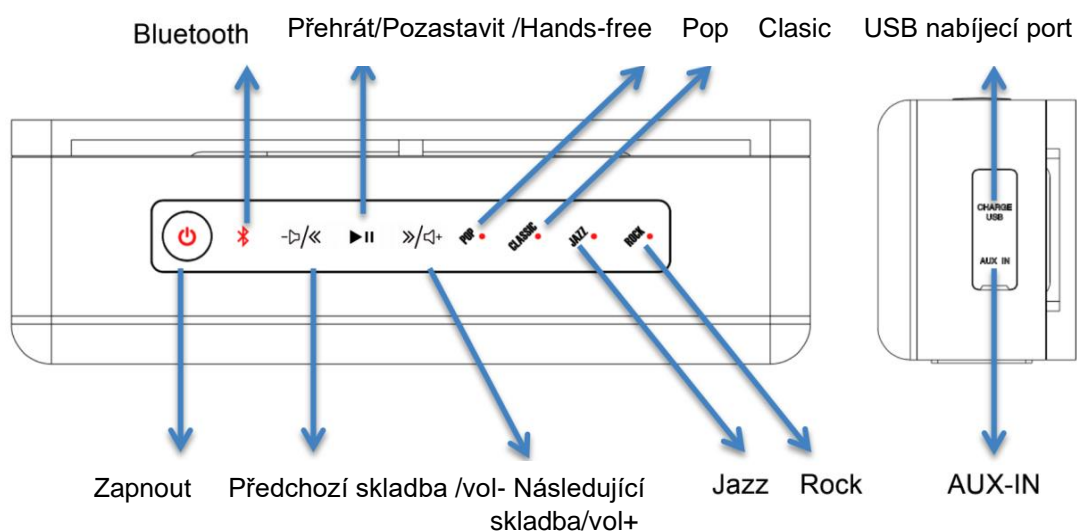 Bluetooth Přehrát/Pozastavit /Hands-free Pop Clasic USB nabíjecí port
POP CLASSIC JAZZ ROCK
CHARGE
USB
AUX IN
Zapnout Předchozí skladba /vol- Následující Jazz Rock AUX-IN
skladba/vol+